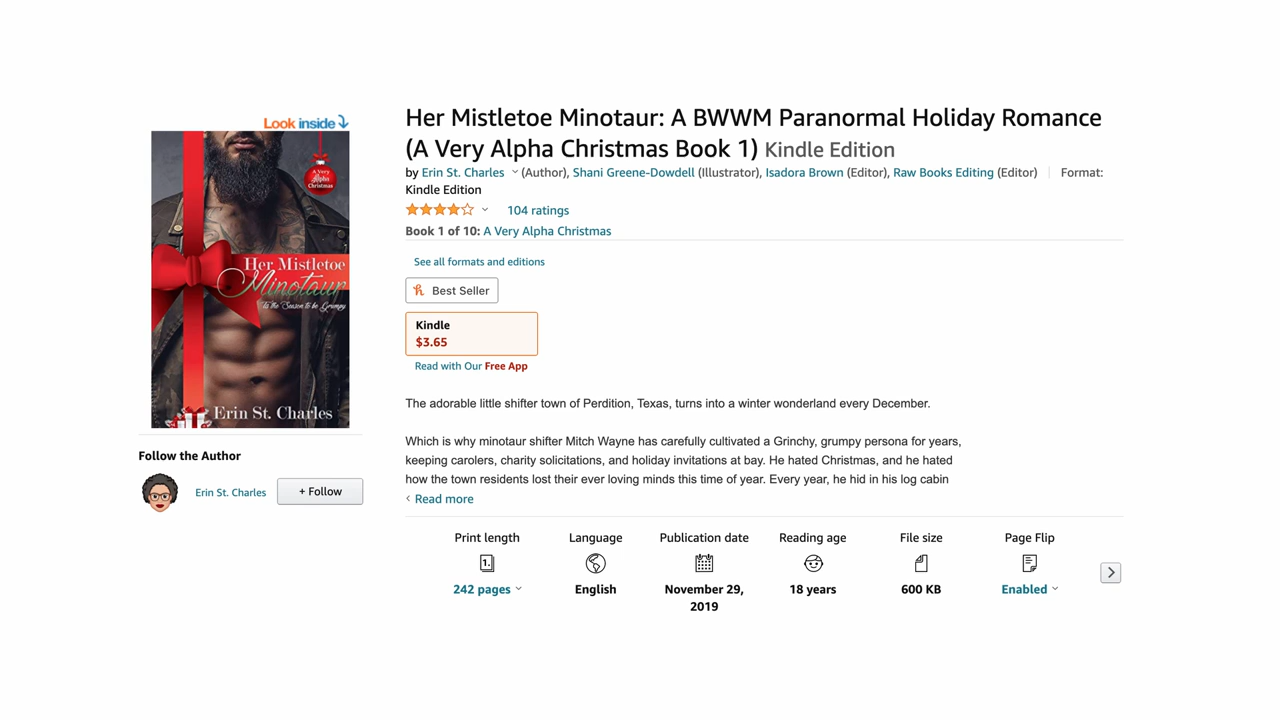 Look inside
A Very
Alpha
Christmas
Her Mistletoe
Minotaur
'Tis the Season to be Grumpy
Erin St. Charles
Follow the Author
Erin St. Charles
+ Follow
Her Mistletoe Minotaur: A BWWM Paranormal Holiday Romance
(A Very Alpha Christmas Book 1) Kindle Edition
by Erin St. Charles (Author), Shani Greene-Dowdell (Illustrator), Isadora Brown (Editor), Raw Books Editing (Editor) | Format:
Kindle Edition
104 ratings
Book 1 of 10: A Very Alpha Christmas
See all formats and editions
Best Seller
Kindle
$3.65
Read with Our Free App
The adorable little shifter town of Perdition, Texas, turns into a winter wonderland every December.
Which is why minotaur shifter Mitch Wayne has carefully cultivated a Grinchy, grumpy persona for years,
keeping carolers, charity solicitations, and holiday invitations at bay. He hated Christmas, and he hated
how the town residents lost their ever loving minds this time of year. Every year, he hid in his log cabin
Read more
Print length
1.
242 pages
Language
English
Publication date
November 29,
2019
Reading age
18 years
File size
600 KB
Page Flip
Enabled